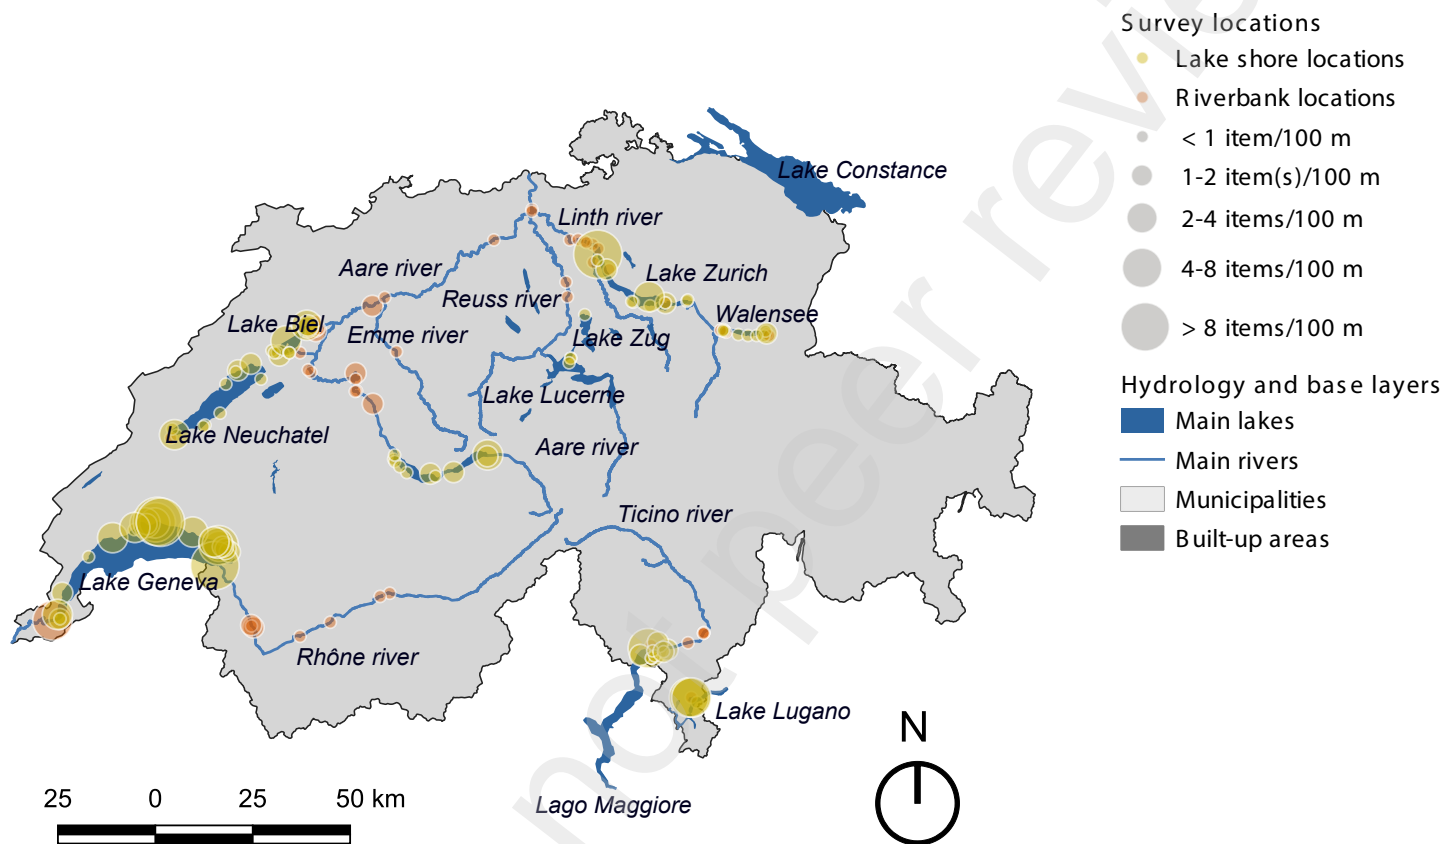 Survey locations
Lake shore locations
Riverbank locations
< 1 item/100 m
1-2 item(s)/100 m
2-4 items/100 m
4-8 items/100 m
> 8 items/100 m
Hydrology and base layers
Main lakes
Main rivers
Municipalities
Built-up areas
Lake Constance
Linth river
Aare river
Lake Zurich
Reuss river
Walensee
Lake Biel
Emme river
Lake Zug
Lake Lucerne
Lake Neuchatel
Aare river
Ticino river
Lake Geneva
Rhône river
Lake Lugano
Lago Maggiore
N
25 0 25 50 km
not peer revie